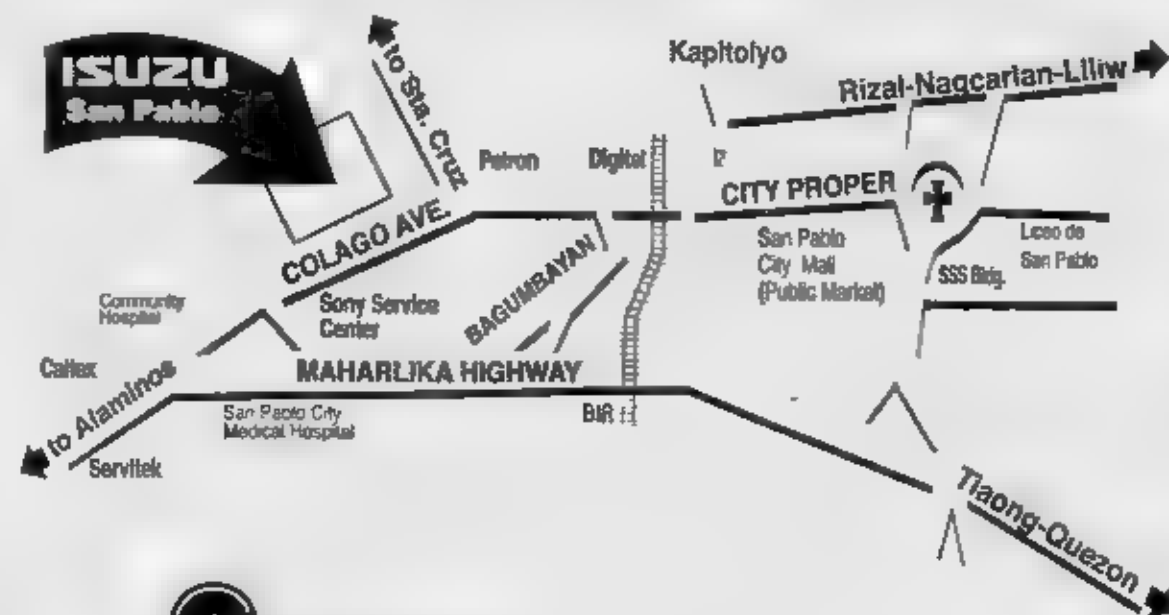 ISUZU
San Pablo
to Sta. Cruz
Kapitolyo
Rizal-Nagcarlan-Liliw
Petron
Digitel
CITY PROPER
COLAGO AVE.
San Pablo
City Mall
(Public Market)
Liceo de
San Pablo
SSS Bldg.
BAGUMBAYAN
Community
Hospital
Sony Service
Center
Caltex
to Alaminos
MAHARLIKA HIGHWAY
San Pablo City
Medical Hospital
BIR
Servitek
Tiaong-Quezon